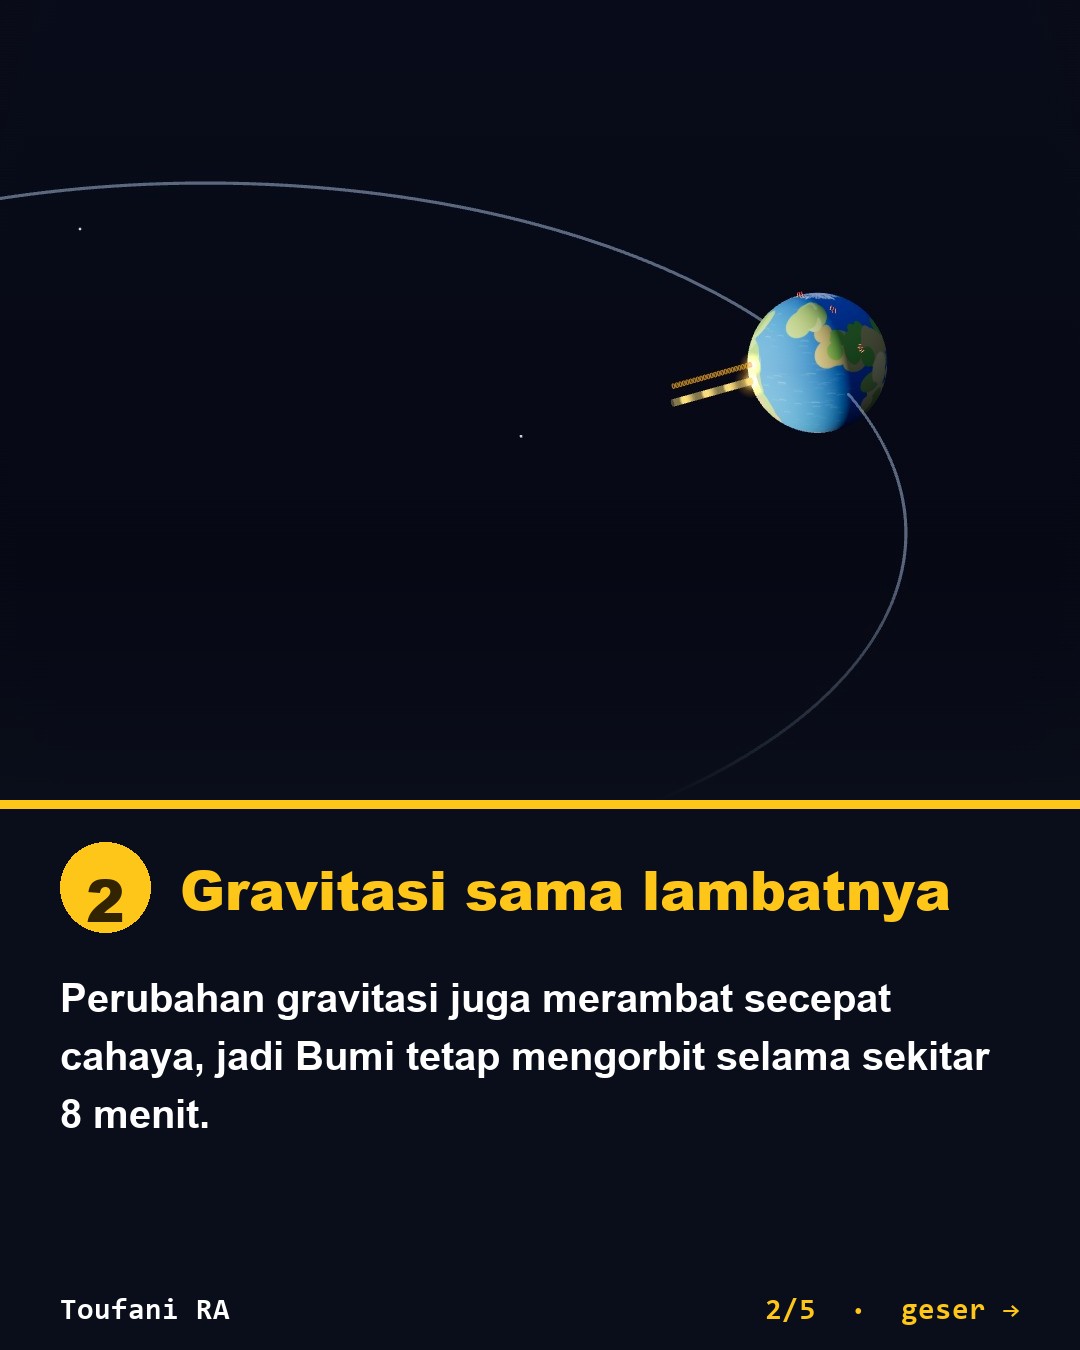 2 Gravitasi sama lambatnya
Perubahan gravitasi juga merambat secepat
cahaya, jadi Bumi tetap mengorbit selama sekitar
8 menit.
Toufani RA 2/5 · geser →